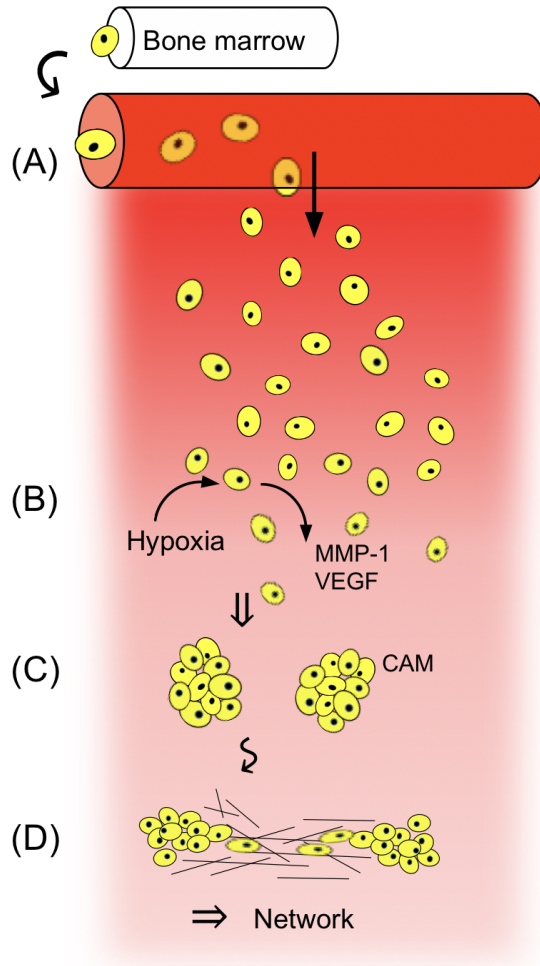 Bone marrow
(A)
(B)
Hypoxia
MMP-1
VEGF
(C)
CAM
(D)
⇒ Network